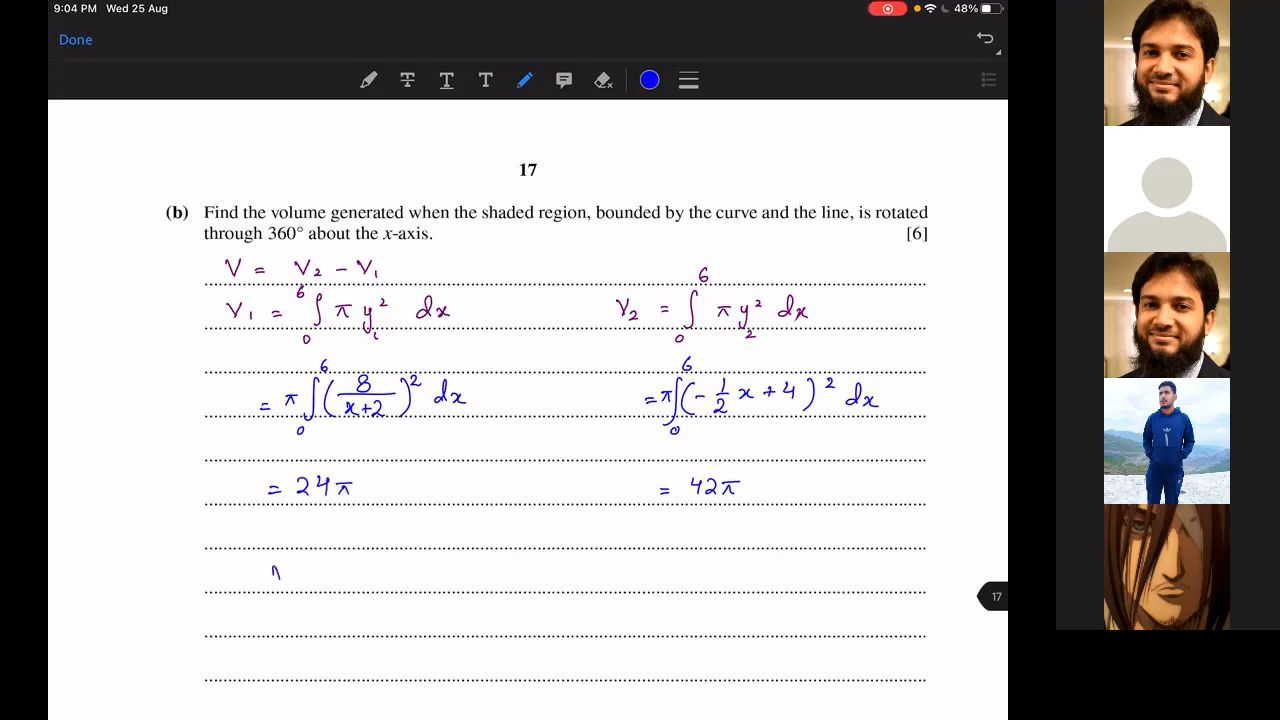 9:04 PM Wed 25 Aug 48%
Done
17
(b) Find the volume generated when the shaded region, bounded by the curve and the line, is rotated
through 360° about the x-axis. [6]
V = V₂ − V₁
V₁ = ∫₀⁶ π y₁² dx V₂ = ∫₀⁶ π y₂² dx
= π ∫₀⁶ (8/(x+2))² dx = π ∫₀⁶ (−1/2 x + 4)² dx
= 24π = 42π
17